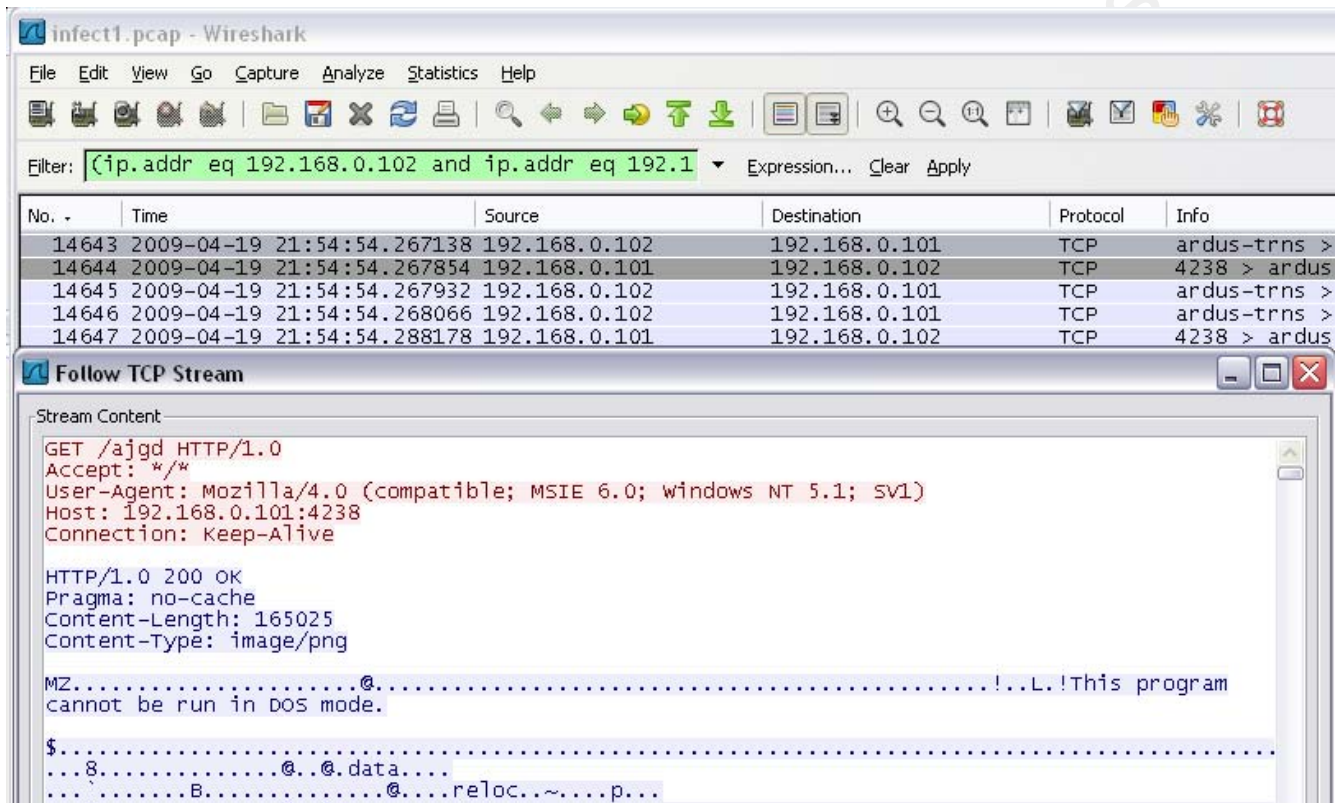 infect1.pcap - Wireshark
File Edit View Go Capture Analyze Statistics Help
Filter: (ip.addr eq 192.168.0.102 and ip.addr eq 192.1 Expression... Clear Apply
No. Time Source Destination Protocol Info
14643 2009-04-19 21:54:54.267138 192.168.0.102 192.168.0.101 TCP ardus-trns >
14644 2009-04-19 21:54:54.267854 192.168.0.101 192.168.0.102 TCP 4238 > ardus
14645 2009-04-19 21:54:54.267932 192.168.0.102 192.168.0.101 TCP ardus-trns >
14646 2009-04-19 21:54:54.268066 192.168.0.102 192.168.0.101 TCP ardus-trns >
14647 2009-04-19 21:54:54.288178 192.168.0.101 192.168.0.102 TCP 4238 > ardus
Follow TCP Stream
Stream Content
GET /ajgd HTTP/1.0
Accept: */*
User-Agent: Mozilla/4.0 (compatible; MSIE 6.0; Windows NT 5.1; SV1)
Host: 192.168.0.101:4238
Connection: Keep-Alive
HTTP/1.0 200 OK
Pragma: no-cache
Content-Length: 165025
Content-Type: image/png
MZ......................@................................................!..L.!This program
cannot be run in DOS mode.
$...............................................................................................
...8...............@..@.data....
...`.......B..............@....reloc..~....p...